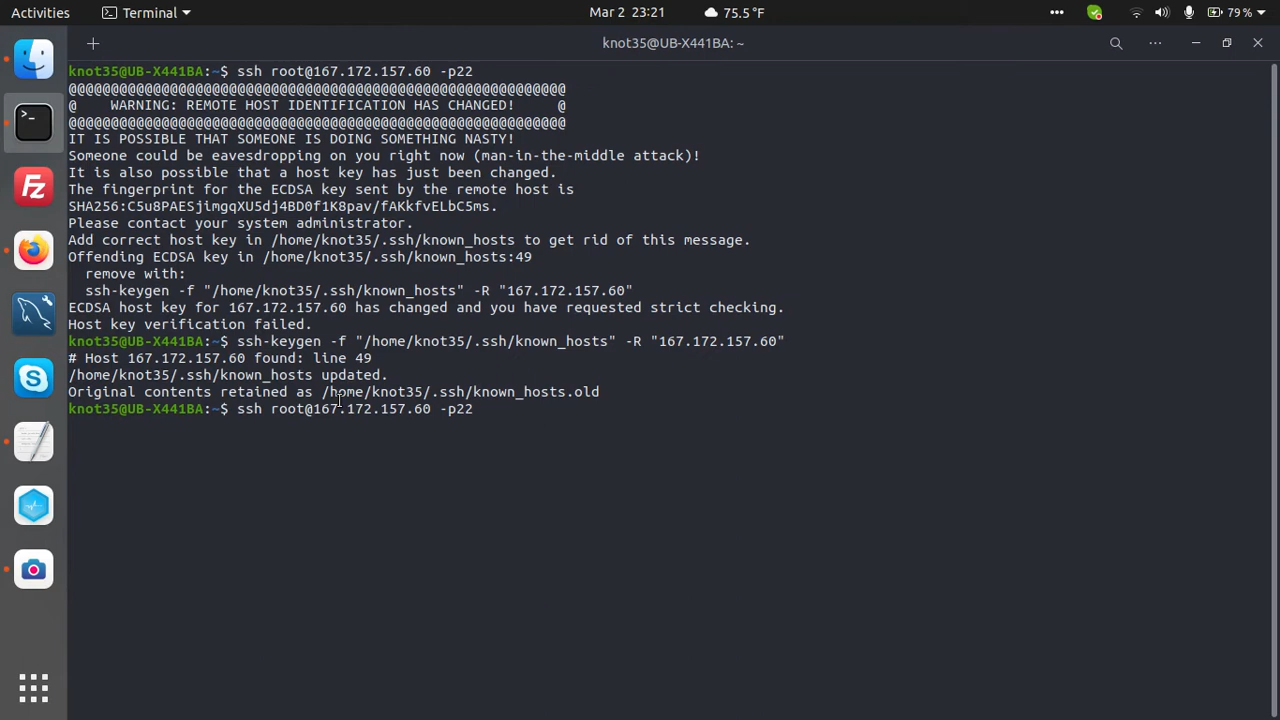 Activities Terminal Mar 2 23:21 75.5 °F 79 %
knot35@UB-X441BA: ~
knot35@UB-X441BA:~$ ssh root@167.172.157.60 -p22
@@@@@@@@@@@@@@@@@@@@@@@@@@@@@@@@@@@@@@@@@@@@@@@@@@@@@@@@@@@
@    WARNING: REMOTE HOST IDENTIFICATION HAS CHANGED!     @
@@@@@@@@@@@@@@@@@@@@@@@@@@@@@@@@@@@@@@@@@@@@@@@@@@@@@@@@@@@
IT IS POSSIBLE THAT SOMEONE IS DOING SOMETHING NASTY!
Someone could be eavesdropping on you right now (man-in-the-middle attack)!
It is also possible that a host key has just been changed.
The fingerprint for the ECDSA key sent by the remote host is
SHA256:C5u8PAESjimgqXU5dj4BD0f1K8pav/fAKkfvELbC5ms.
Please contact your system administrator.
Add correct host key in /home/knot35/.ssh/known_hosts to get rid of this message.
Offending ECDSA key in /home/knot35/.ssh/known_hosts:49
  remove with:
  ssh-keygen -f "/home/knot35/.ssh/known_hosts" -R "167.172.157.60"
ECDSA host key for 167.172.157.60 has changed and you have requested strict checking.
Host key verification failed.
knot35@UB-X441BA:~$ ssh-keygen -f "/home/knot35/.ssh/known_hosts" -R "167.172.157.60"
# Host 167.172.157.60 found: line 49
/home/knot35/.ssh/known_hosts updated.
Original contents retained as /home/knot35/.ssh/known_hosts.old
knot35@UB-X441BA:~$ ssh root@167.172.157.60 -p22